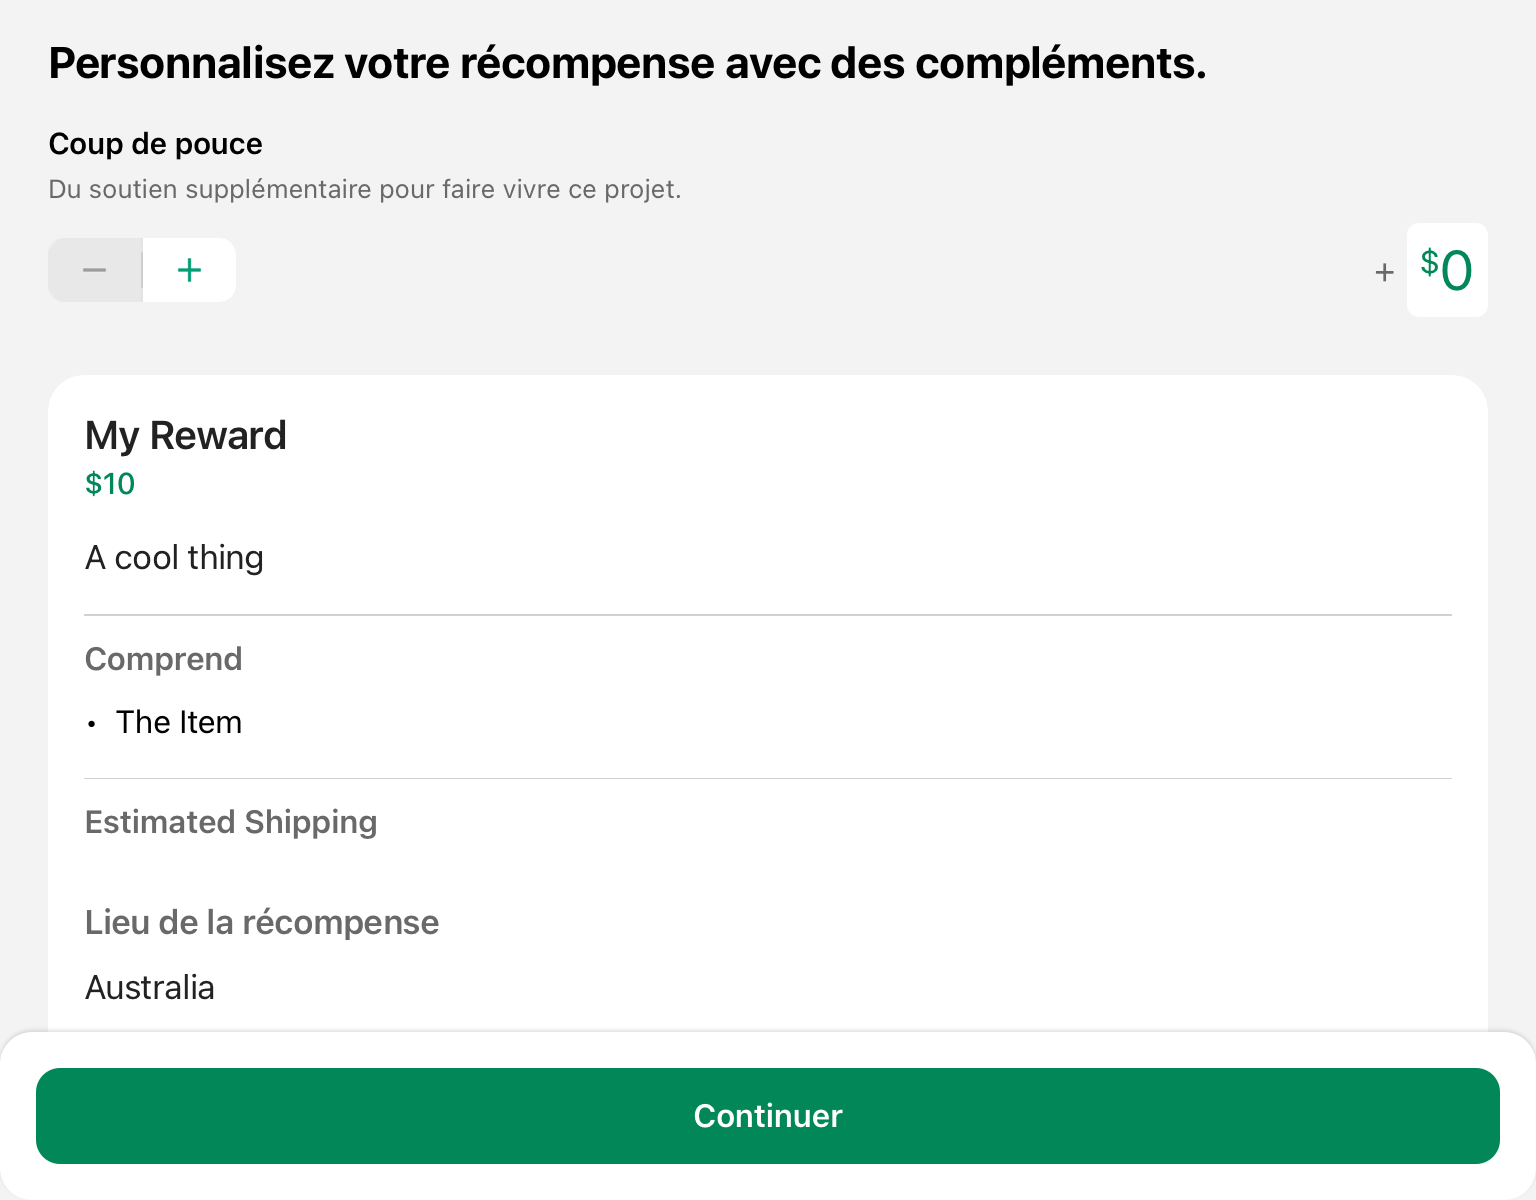 Personnalisez votre récompense avec des compléments.
Coup de pouce
Du soutien supplémentaire pour faire vivre ce projet.
− +
+ $0
My Reward
$10
A cool thing
Comprend
• The Item
Estimated Shipping
Lieu de la récompense
Australia
Continuer